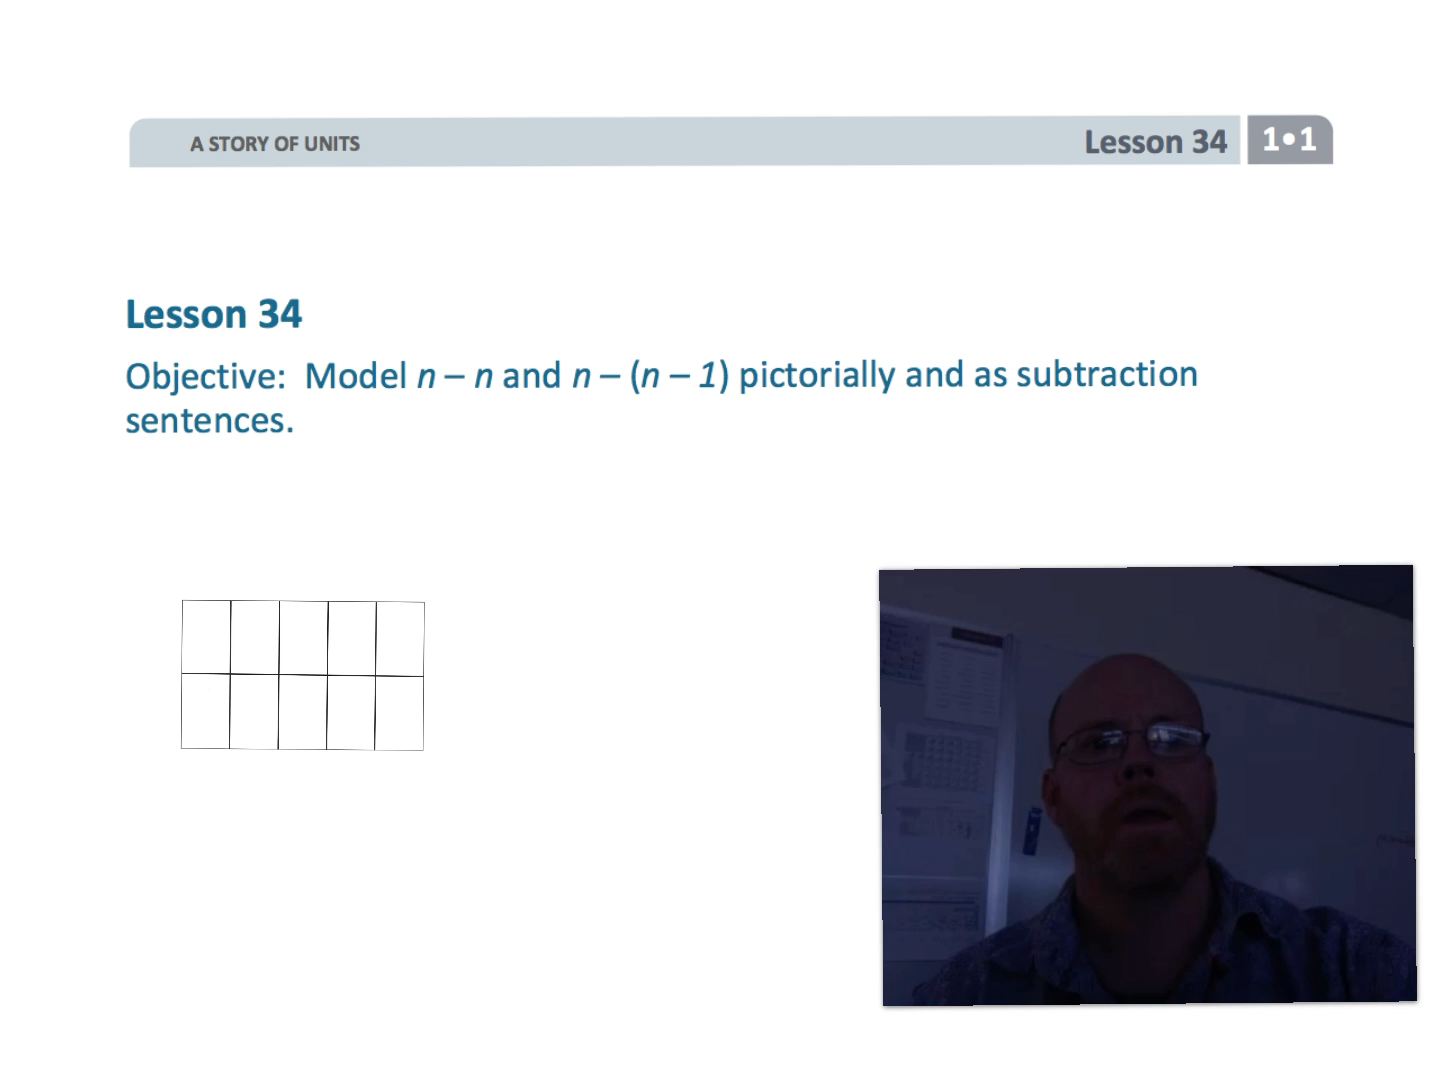 A STORY OF UNITS
Lesson 34
1•1
Lesson 34
Objective: Model n – n and n – (n – 1) pictorially and as subtraction
sentences.